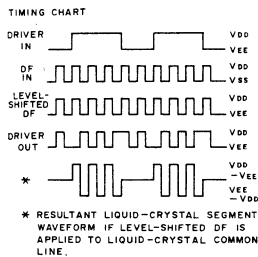 TIMING CHART
DRIVER IN
VDD
VEE
DF IN
VDD
VSS
LEVEL-SHIFTED DF
VDD
VEE
DRIVER OUT
VDD
VEE
*
VDD
-VEE
VEE
-VDD
* RESULTANT LIQUID-CRYSTAL SEGMENT
WAVEFORM IF LEVEL-SHIFTED DF IS
APPLIED TO LIQUID-CRYSTAL COMMON
LINE.